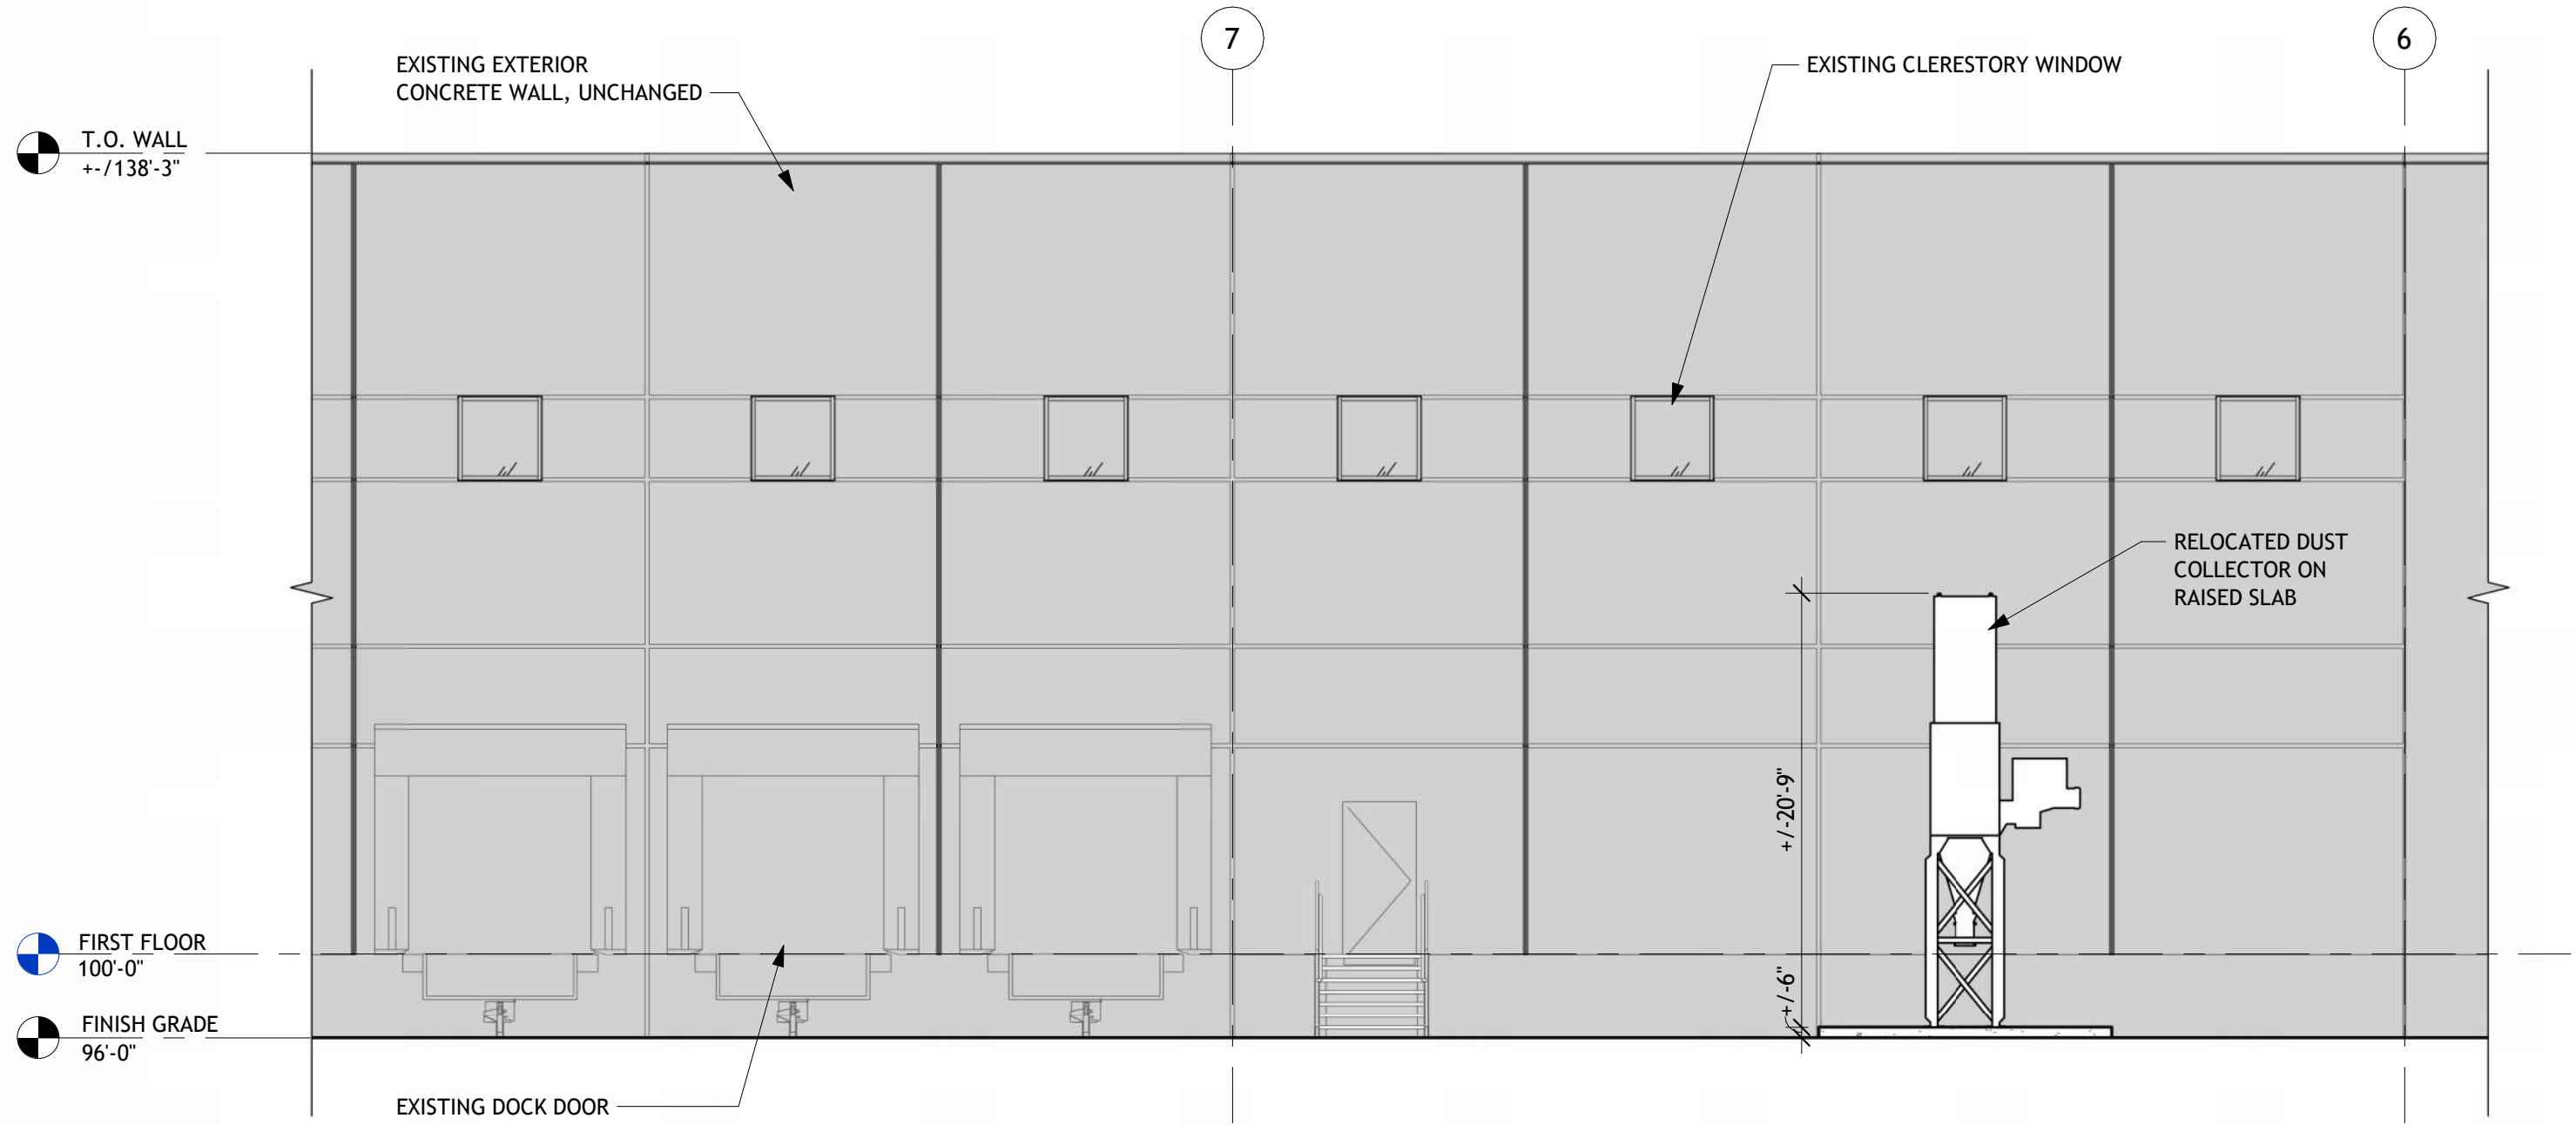 7
6
EXISTING EXTERIOR
CONCRETE WALL, UNCHANGED
EXISTING CLERESTORY WINDOW
T.O. WALL
+-/138'-3"
RELOCATED DUST
COLLECTOR ON
RAISED SLAB
+/-20'-9"
+/-6"
FIRST FLOOR
100'-0"
FINISH GRADE
96'-0"
EXISTING DOCK DOOR